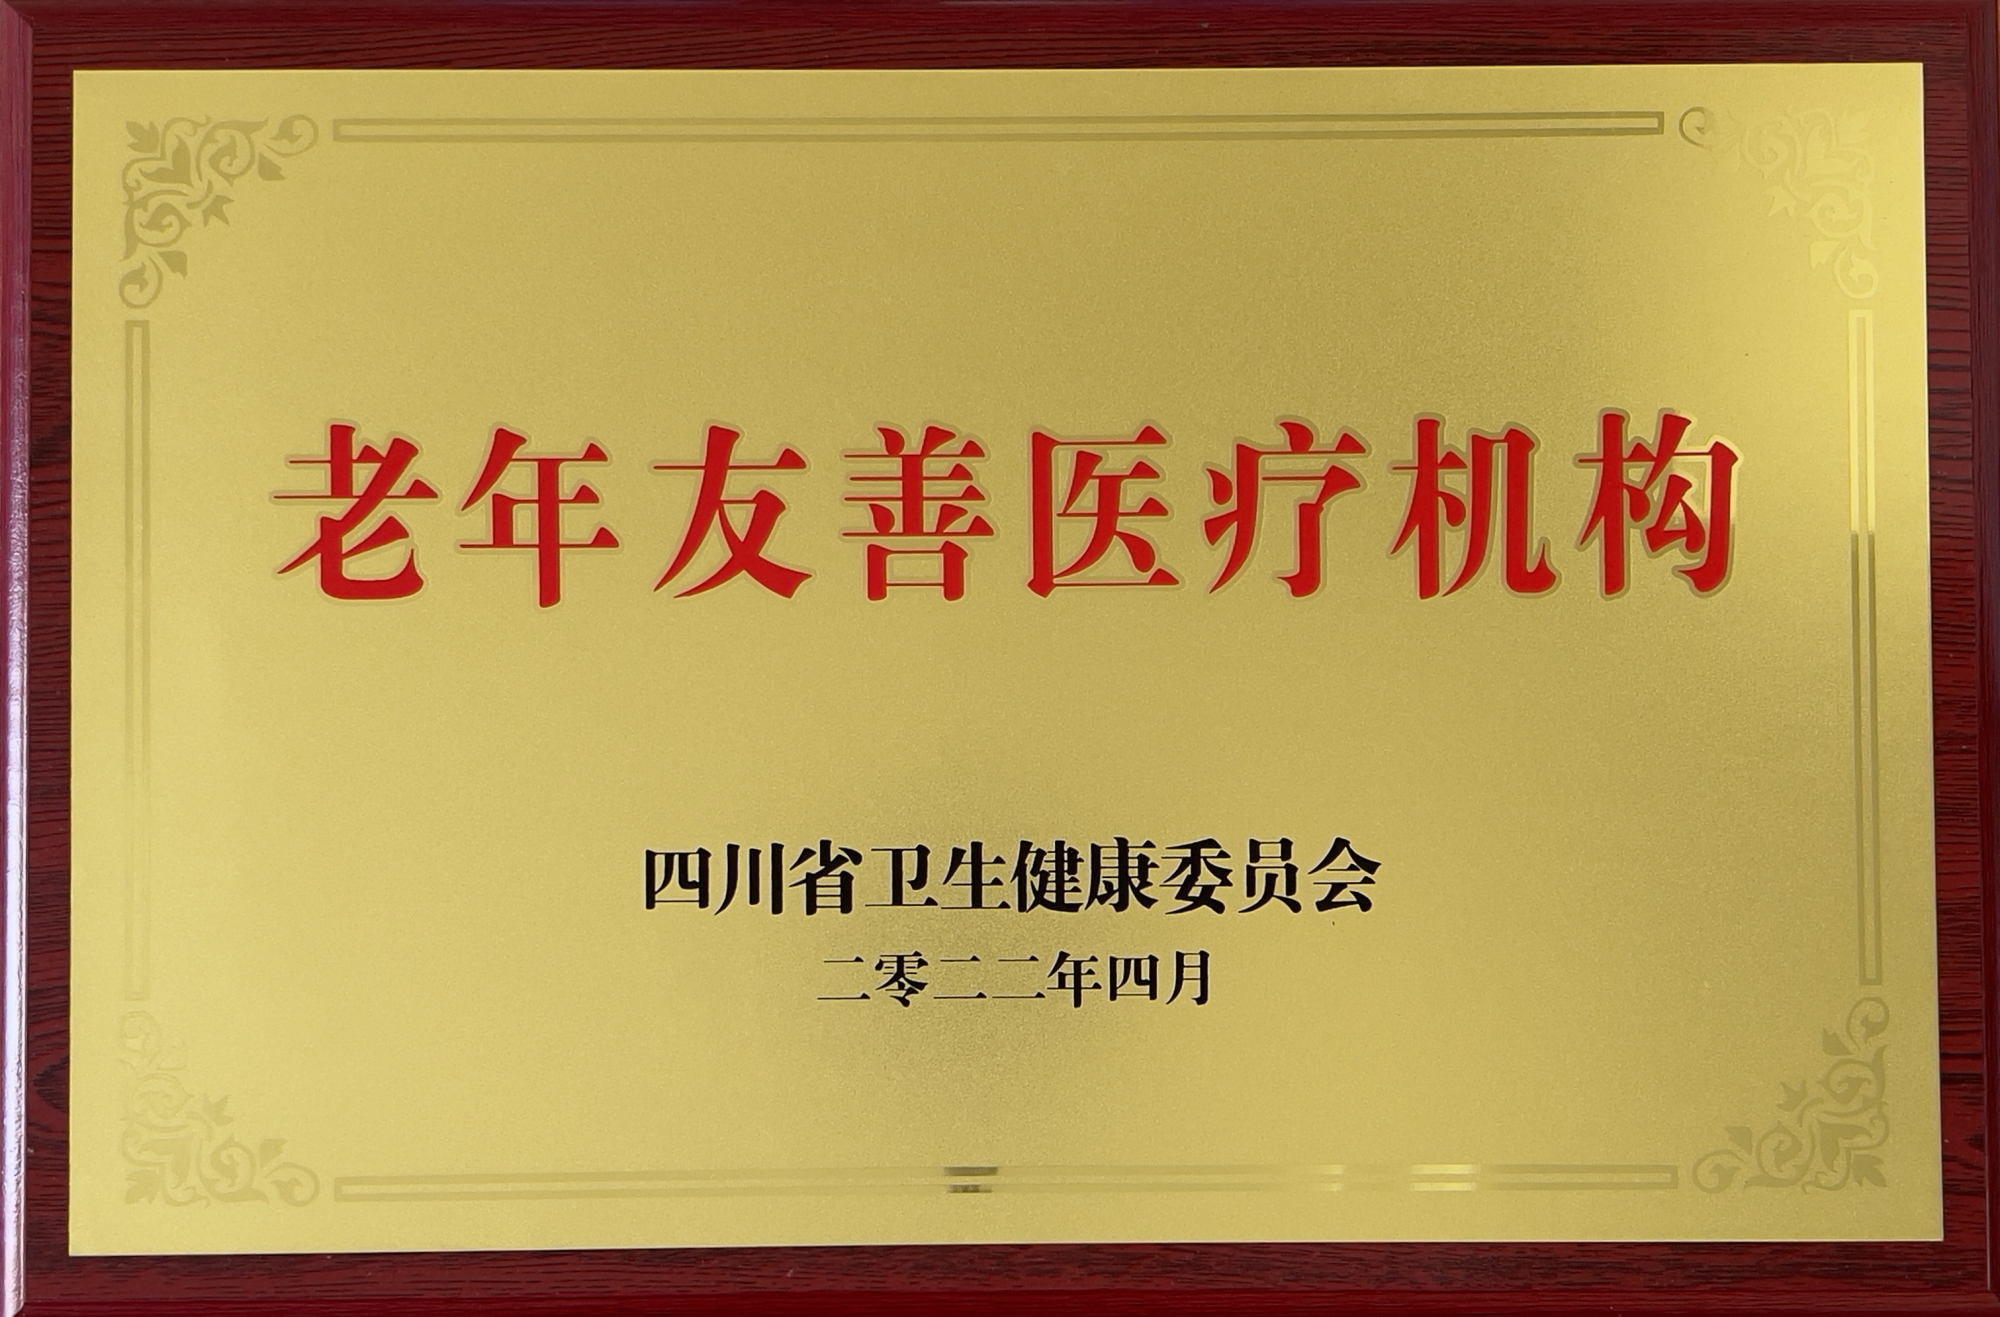 老年友善医疗机构
四川省卫生健康委员会
二零二二年四月